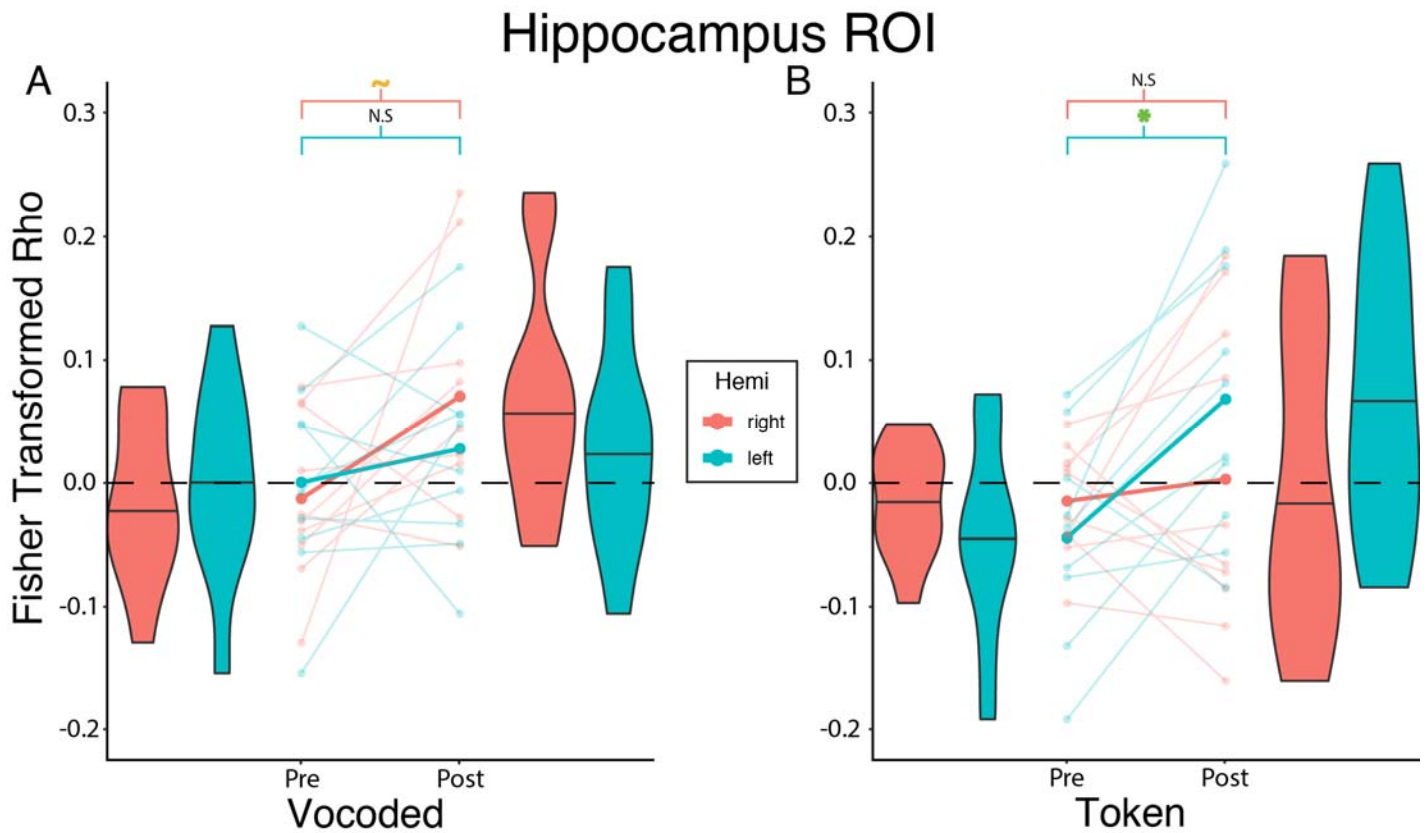 Hippocampus ROI
A
~
N.S
0.3
0.2
0.1
0.0
-0.1
-0.2
Fisher Transformed Rho
Pre
Post
Vocoded
Hemi
right
left
B
N.S
*
0.3
0.2
0.1
0.0
-0.1
-0.2
Pre
Post
Token